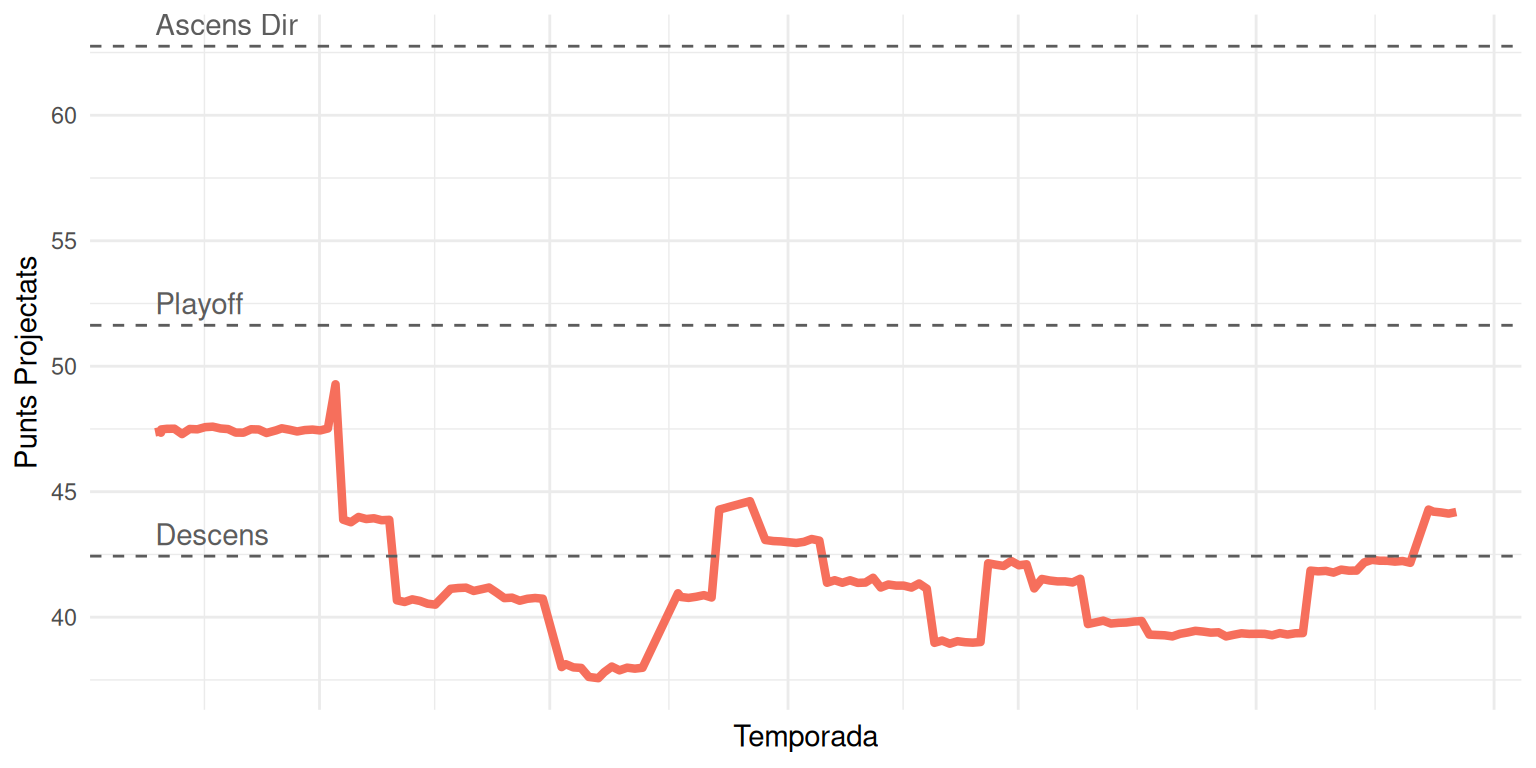 Ascens Dir
60
55
Playoff
50
45
Descens
40
Punts Projectats
Temporada